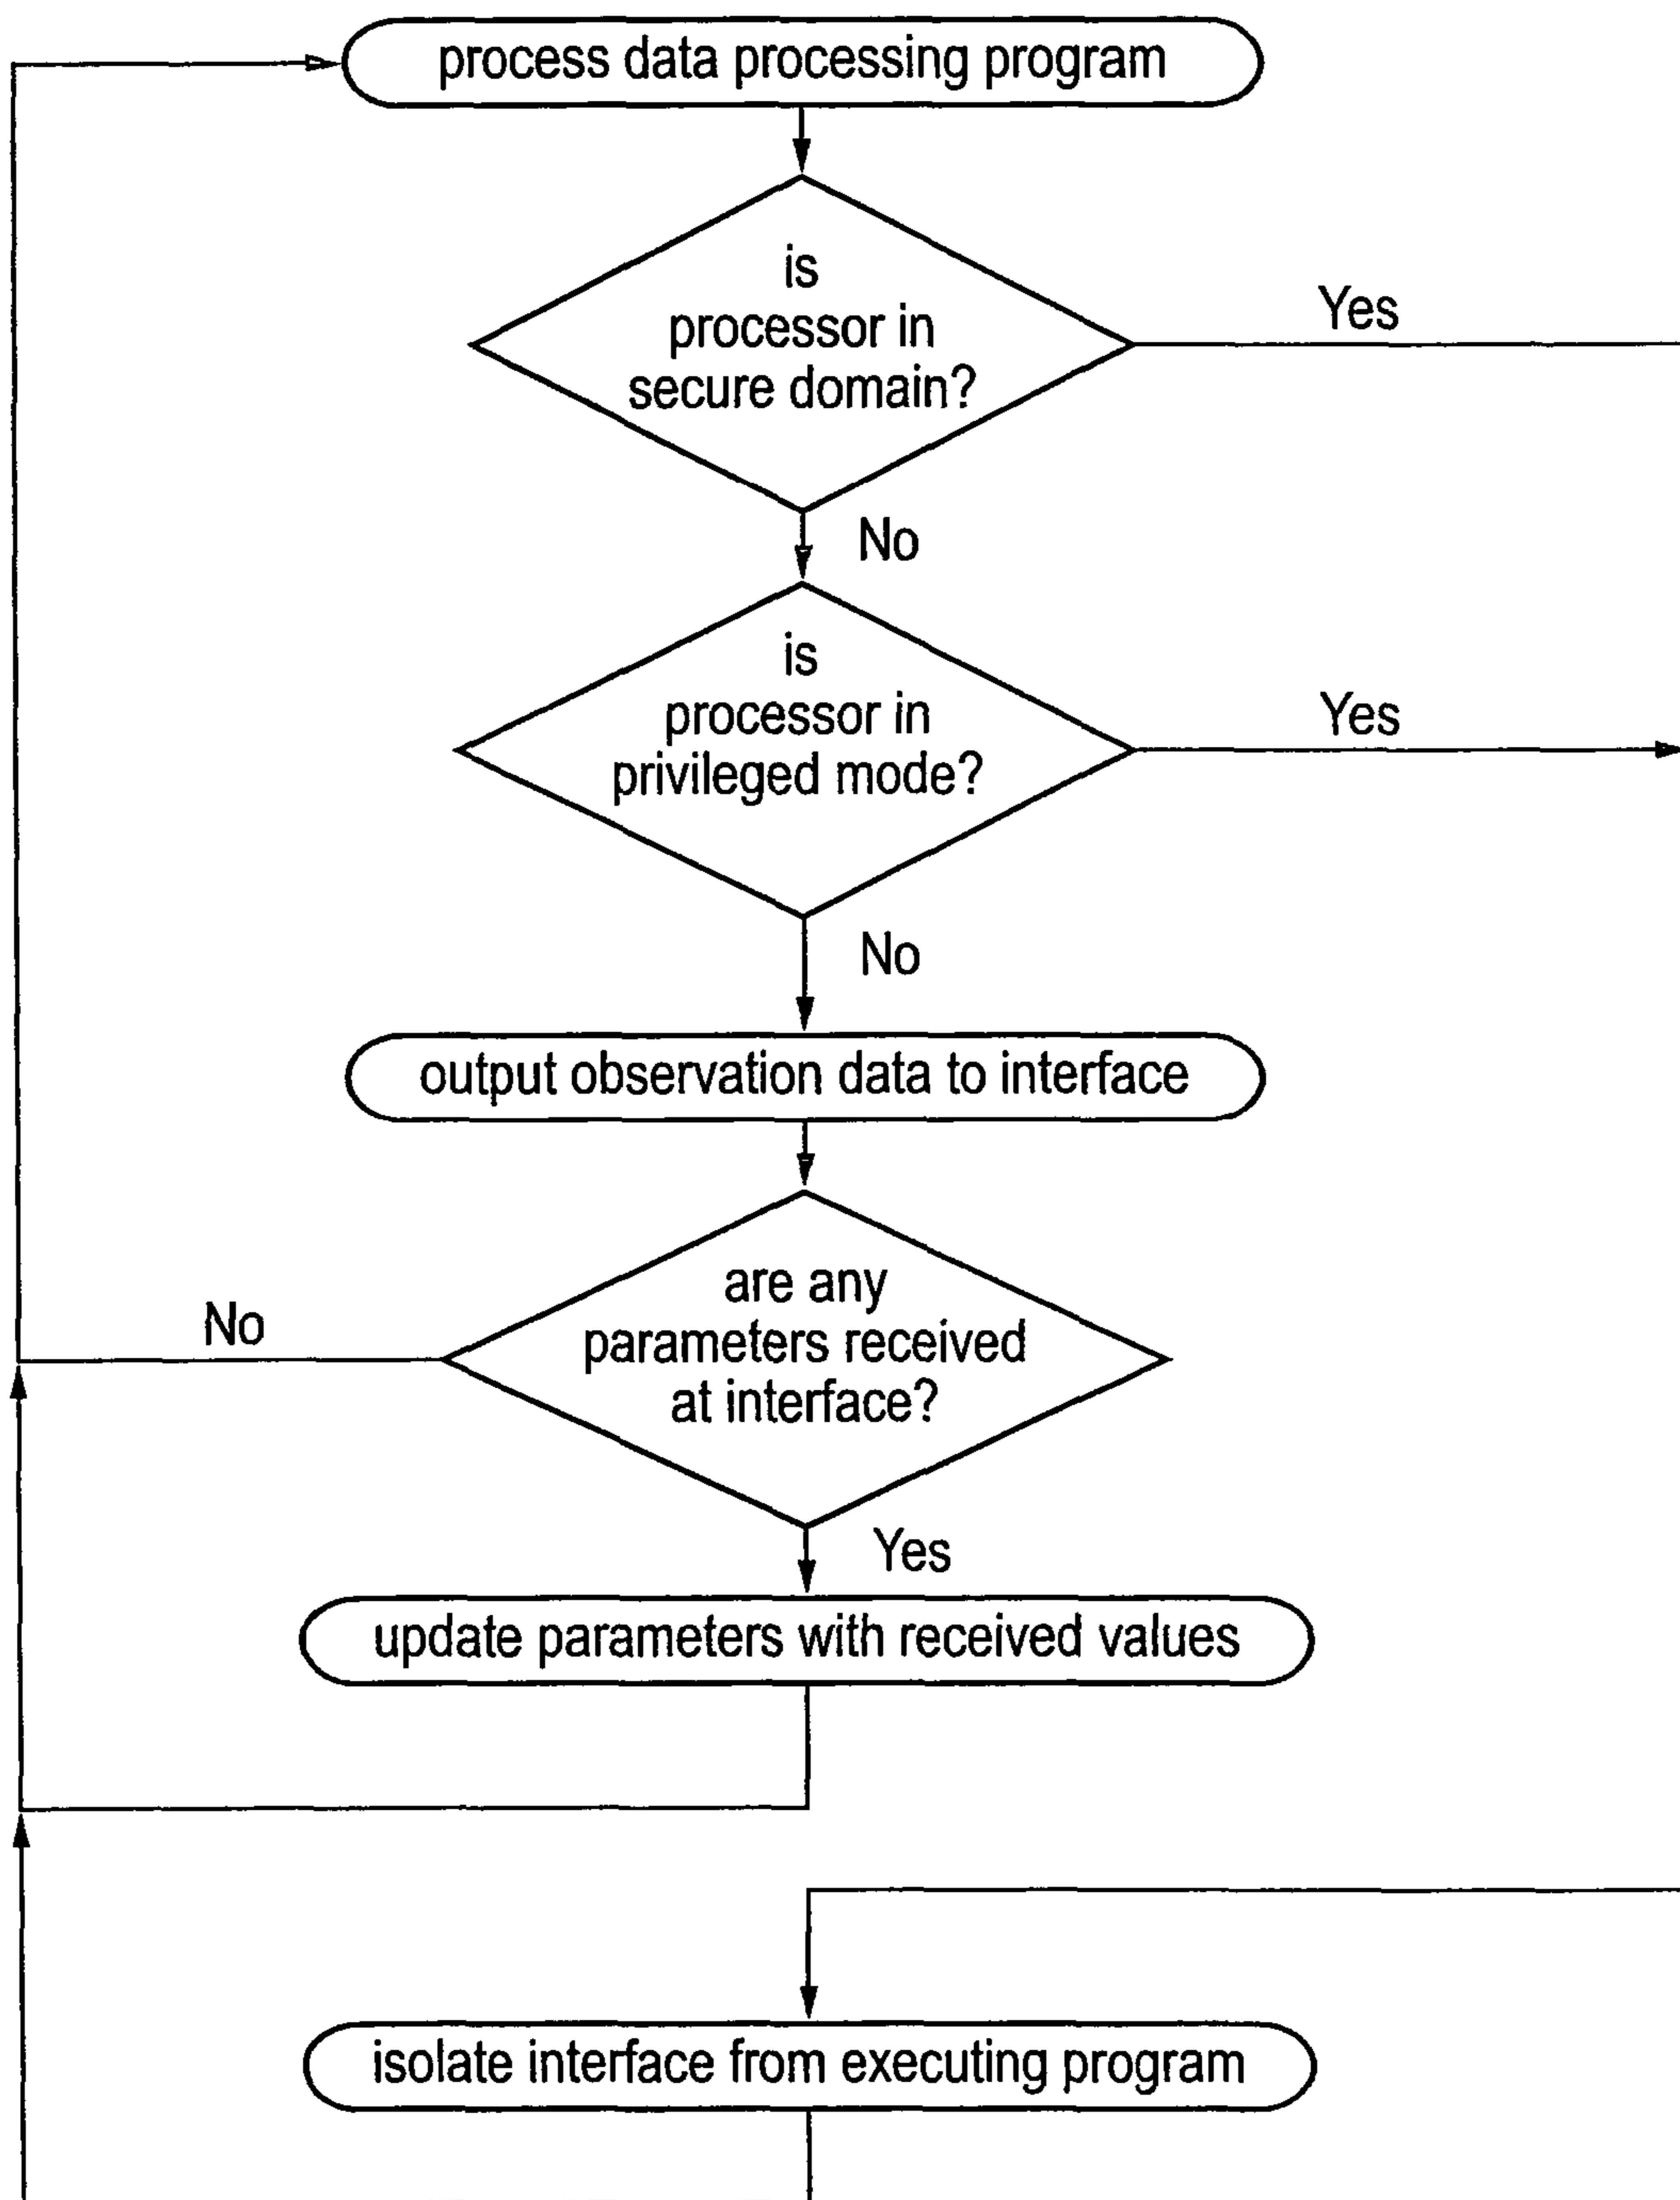 process data processing program
is
processor in
secure domain?
Yes
No
is
processor in
privileged mode?
Yes
No
output observation data to interface
are any
parameters received
at interface?
No
Yes
update parameters with received values
isolate interface from executing program